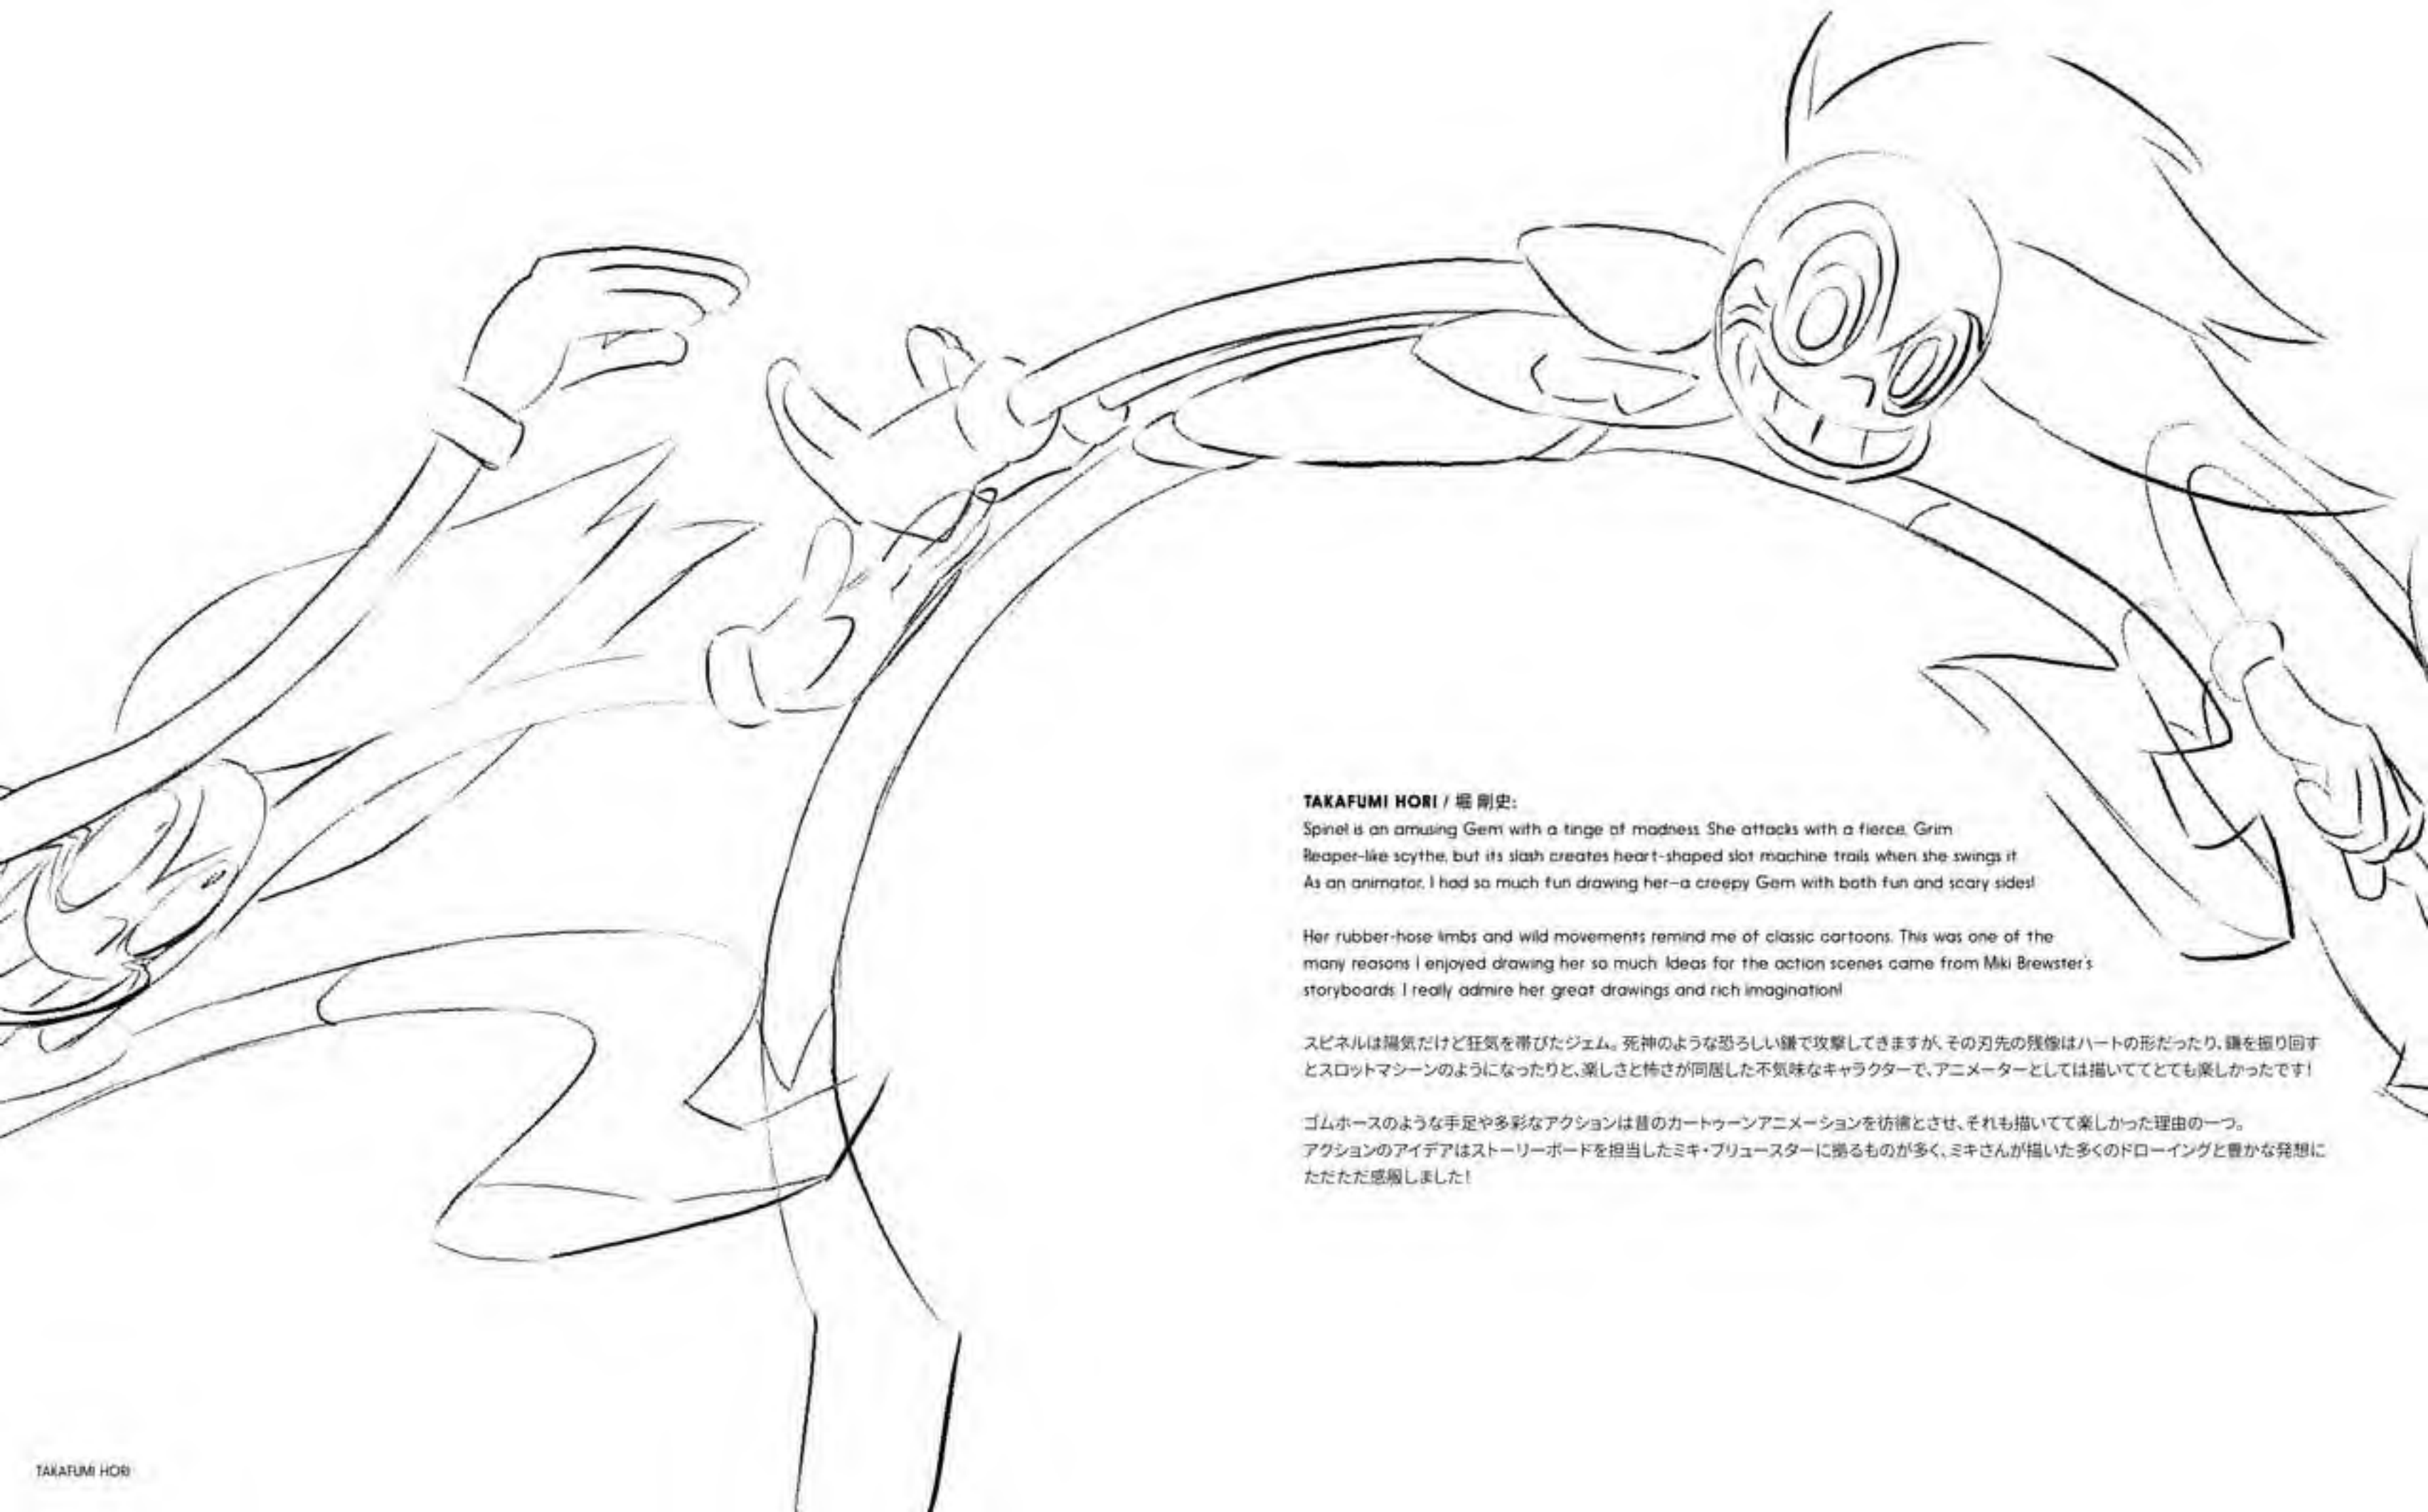 TAKAFUMI HORI / 堀 剛史:
Spinel is an amusing Gem with a tinge of madness. She attacks with a fierce, Grim
Reaper-like scythe, but its slash creates heart-shaped slot machine trails when she swings it.
As an animator, I had so much fun drawing her—a creepy Gem with both fun and scary sides!
Her rubber-hose limbs and wild movements remind me of classic cartoons. This was one of the
many reasons I enjoyed drawing her so much. Ideas for the action scenes came from Miki Brewster's
storyboards. I really admire her great drawings and rich imagination!
スピネルは陽気だけど狂気を帯びたジェム。死神のような恐ろしい鎌で攻撃してきますが、その刃先の残像はハートの形だったり、鎌を振り回す
とスロットマシーンのようになったりと、楽しさと怖さが同居した不気味なキャラクターで、アニメーターとしては描いててとても楽しかったです!
ゴムホースのような手足や多彩なアクションは昔のカートゥーンアニメーションを彷彿とさせ、それも描いてて楽しかった理由の一つ。
アクションのアイデアはストーリーボードを担当したミキ・ブリュースターに拠るものが多く、ミキさんが描いた多くのドローイングと豊かな発想に
ただただ感服しました!
TAKAFUMI HORI